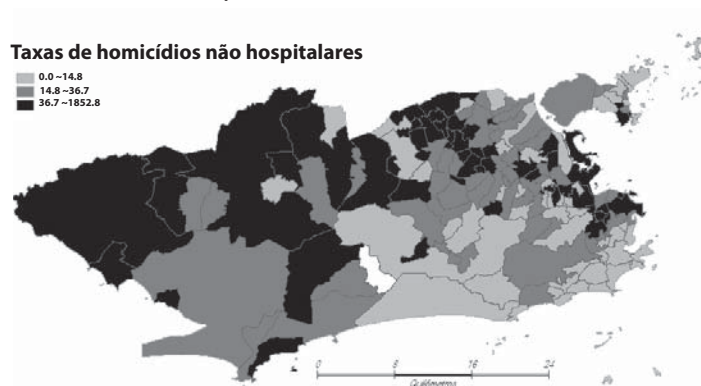 Taxas de homicídios não hospitalares
0.0 ~14.8
14.8 ~36.7
36.7 ~1852.8
0 8 16 24